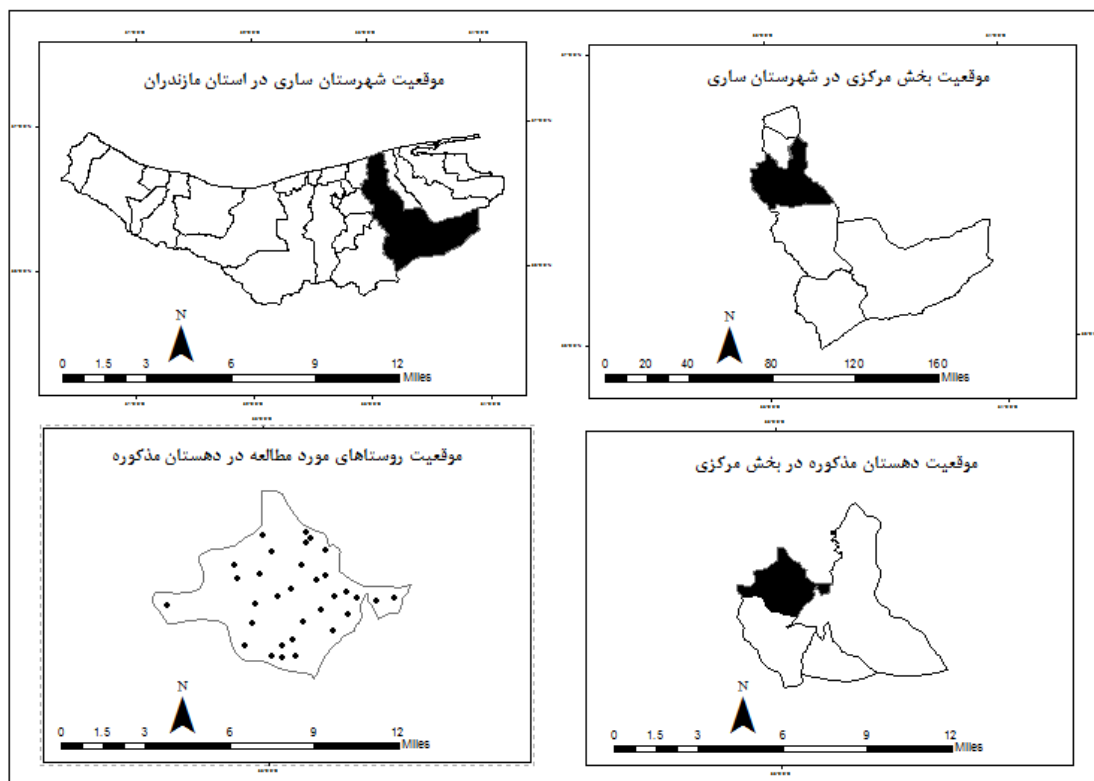 موقعیت شهرستان ساری در استان مازندران
N
0 1.5 3 6 9 12
Miles
موقعیت بخش مرکزی در شهرستان ساری
N
0 20 40 80 120 160
Miles
موقعیت روستاهای مورد مطالعه در دهستان مذکوره
N
0 1.5 3 6 9 12
Miles
موقعیت دهستان مذکوره در بخش مرکزی
N
0 1.5 3 6 9 12
Miles